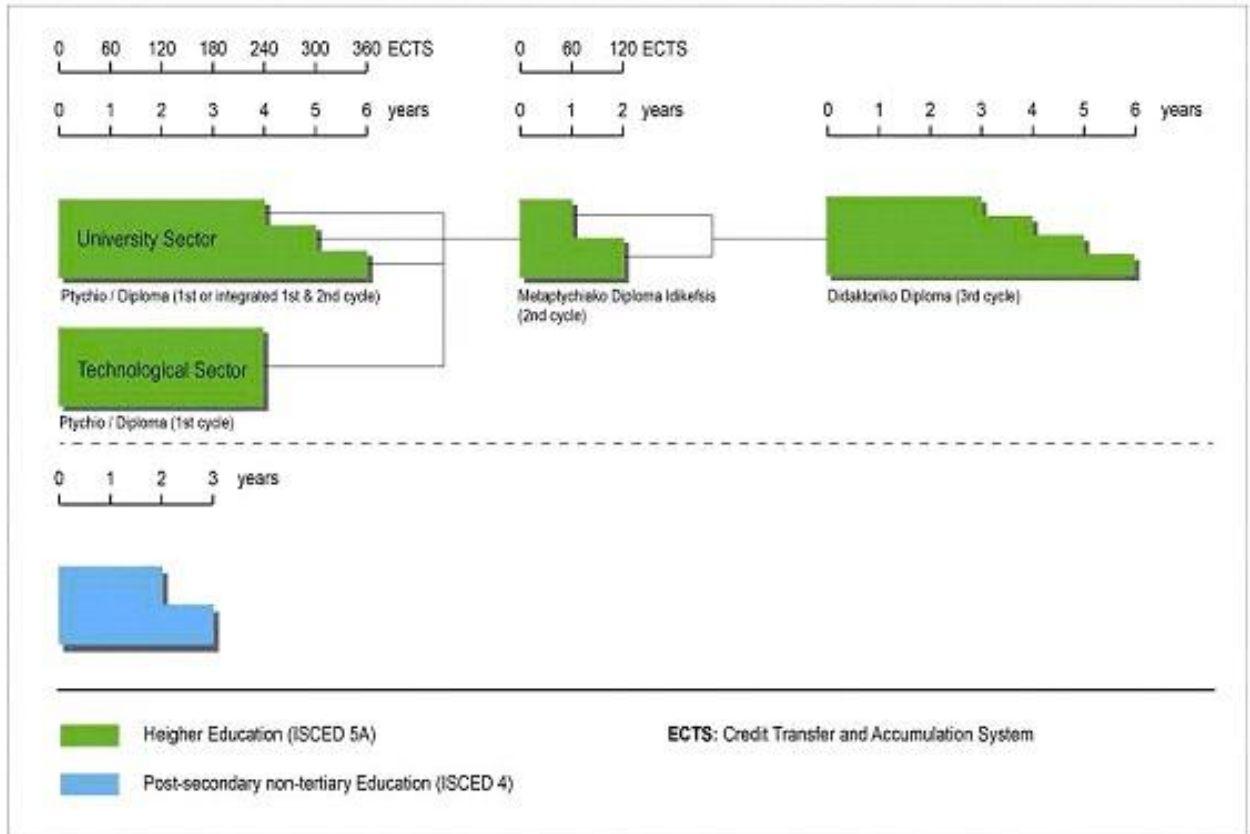 0 60 120 180 240 300 360 ECTS
0 60 120 ECTS
0 1 2 3 4 5 6 years
0 1 2 years
0 1 2 3 4 5 6 years
University Sector
Ptychio / Diploma (1st or integrated 1st & 2nd cycle)
Metaptychiako Diploma Idikefsis
(2nd cycle)
Didaktoriko Diploma (3rd cycle)
Technological Sector
Ptychio / Diploma (1st cycle)
0 1 2 3 years
Heigher Education (ISCED 5A)
ECTS: Credit Transfer and Accumulation System
Post-secondary non-tertiary Education (ISCED 4)